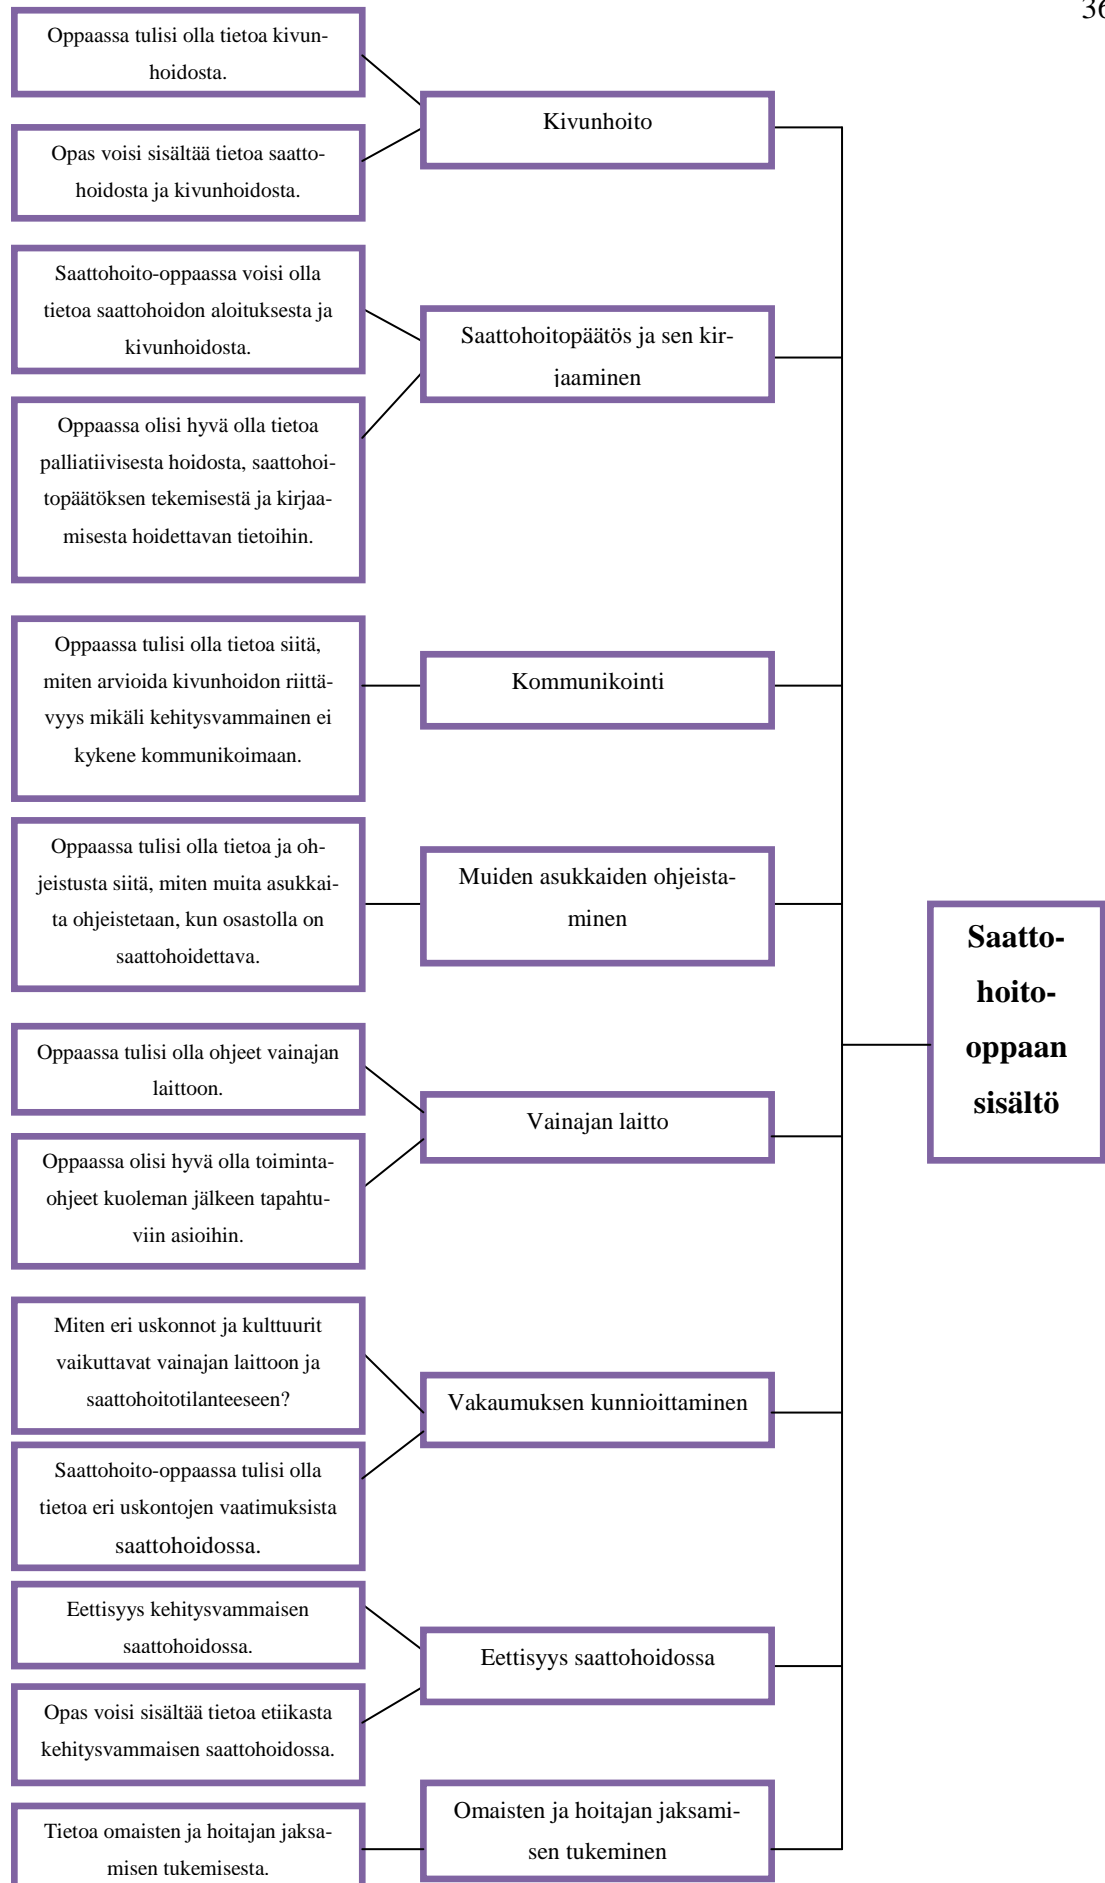 36
Oppaassa tulisi olla tietoa kivun-
hoidosta.
Kivunhoito
Opas voisi sisältää tietoa saatto-
hoidosta ja kivunhoidosta.
Saattohoito-oppaassa voisi olla
tietoa saattohoidon aloituksesta ja
kivunhoidosta.
Saattohoitopäätös ja sen kir-
jaaminen
Oppaassa olisi hyvä olla tietoa
palliatiivisesta hoidosta, saattohoi-
topäätöksen tekemisestä ja kirjaa-
misesta hoidettavan tietoihin.
Oppaassa tulisi olla tietoa siitä,
miten arvioida kivunhoidon riittä-
vyys mikäli kehitysvammainen ei
kykene kommunikoimaan.
Kommunikointi
Oppaassa tulisi olla tietoa ja oh-
jeistusta siitä, miten muita asukkai-
ta ohjeistetaan, kun osastolla on
saattohoidettava.
Muiden asukkaiden ohjeista-
minen
Saatto-
hoito-
oppaan
sisältö
Oppaassa tulisi olla ohjeet vainajan
laittoon.
Vainajan laitto
Oppaassa olisi hyvä olla toiminta-
ohjeet kuoleman jälkeen tapahtu-
viin asioihin.
Miten eri uskonnot ja kulttuurit
vaikuttavat vainajan laittoon ja
saattohoitotilanteeseen?
Vakaumuksen kunnioittaminen
Saattohoito-oppaassa tulisi olla
tietoa eri uskontojen vaatimuksista
saattohoidossa.
Eettisyys kehitysvammaisen
saattohoidossa.
Eettisyys saattohoidossa
Opas voisi sisältää tietoa etiikasta
kehitysvammaisen saattohoidossa.
Omaisten ja hoitajan jaksami-
sen tukeminen
Tietoa omaisten ja hoitajan jaksa-
misen tukemisesta.